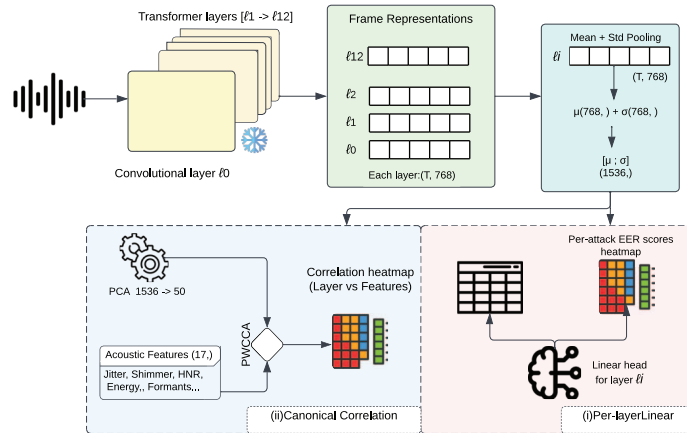 Transformer layers [ℓ1 -> ℓ12]
Convolutional layer ℓ0
Frame Representations
ℓ12
ℓ2
ℓ1
ℓ0
Each layer:(T, 768)
Mean + Std Pooling
ℓi
(T, 768)
μ(768, ) + σ(768, )
[μ ; σ]
(1536,)
PCA  1536 -> 50
Acoustic Features (17,)
Jitter, Shimmer, HNR,
Energy,, Formants...
PWCCA
Correlation heatmap
(Layer vs Features)
(ii)Canonical Correlation
Per-attack EER scores
heatmap
Linear head
for layer ℓi
(i)Per-layerLinear